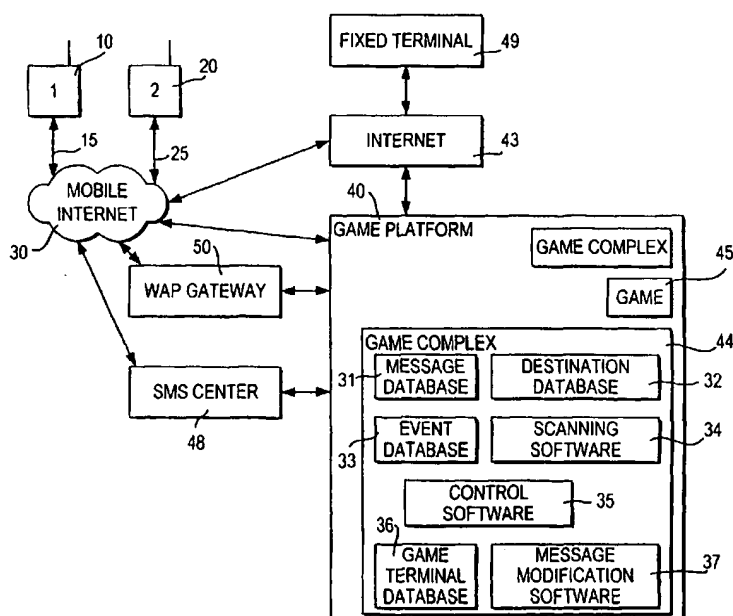 10
20
1
2
15
25
MOBILE
INTERNET
30
FIXED TERMINAL
49
INTERNET
43
40
GAME PLATFORM
GAME COMPLEX
45
GAME
50
WAP GATEWAY
SMS CENTER
48
GAME COMPLEX
44
31
MESSAGE
DATABASE
DESTINATION
DATABASE
32
33
EVENT
DATABASE
SCANNING
SOFTWARE
34
CONTROL
SOFTWARE
35
36
GAME
TERMINAL
DATABASE
MESSAGE
MODIFICATION
SOFTWARE
37